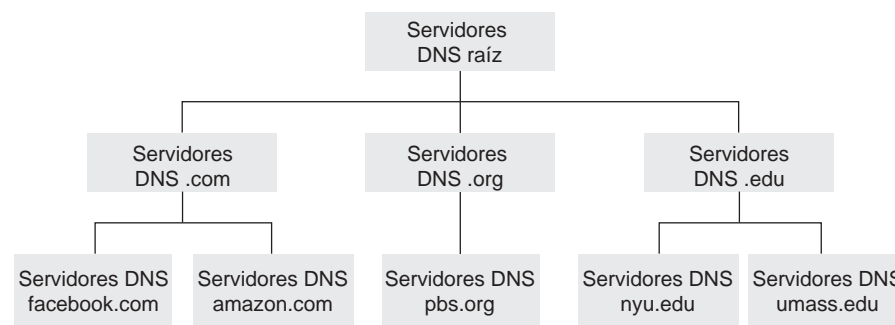 Servidores
DNS raíz
Servidores
DNS .com
Servidores
DNS .org
Servidores
DNS .edu
Servidores DNS
facebook.com
Servidores DNS
amazon.com
Servidores DNS
pbs.org
Servidores DNS
nyu.edu
Servidores DNS
umass.edu